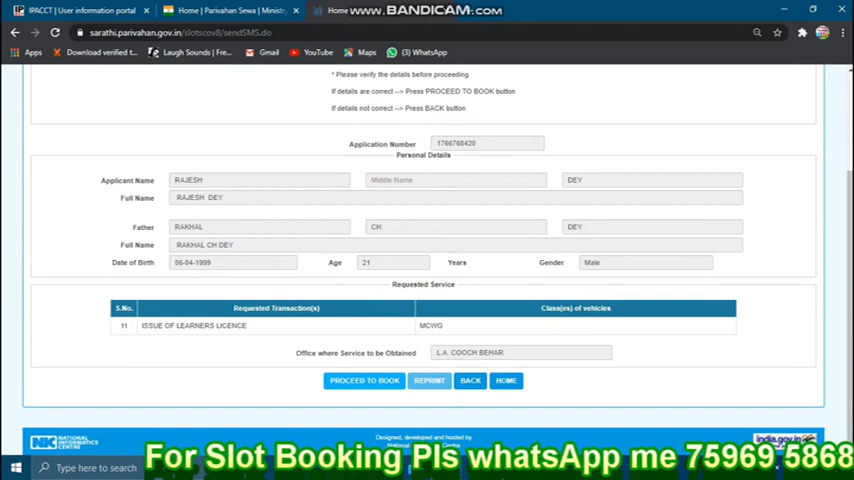 IPACCT | User information portal
Home | Parivahan Sewa | Ministry
Home
www.BANDICAM.com
sarathi.parivahan.gov.in/slotscov8/sendSMS.do
Apps
Download verified t...
Laugh Sounds | Fre...
Gmail
YouTube
Maps
(3) WhatsApp
* Please verify the details before proceeding
If details are correct --> Press PROCEED TO BOOK button
If details not correct --> Press BACK button
Application Number 1766768420
Personal Details
Applicant Name RAJESH Middle Name DEY
Full Name RAJESH DEY
Father RAKHAL CH DEY
Full Name RAKHAL CH DEY
Date of Birth 06-04-1999 Age 21 Years Gender Male
Requested Service
S.No. Requested Transaction(s) Class(es) of vehicles
11 ISSUE OF LEARNERS LICENCE MCWG
Office where Service to be Obtained L.A. COOCH BEHAR
PROCEED TO BOOK REPRINT BACK HOME
NIC NATIONAL INFORMATICS CENTRE
Designed, developed and hosted by
india.gov.in
For Slot Booking Pls whatsApp me 75969 5868
Type here to search